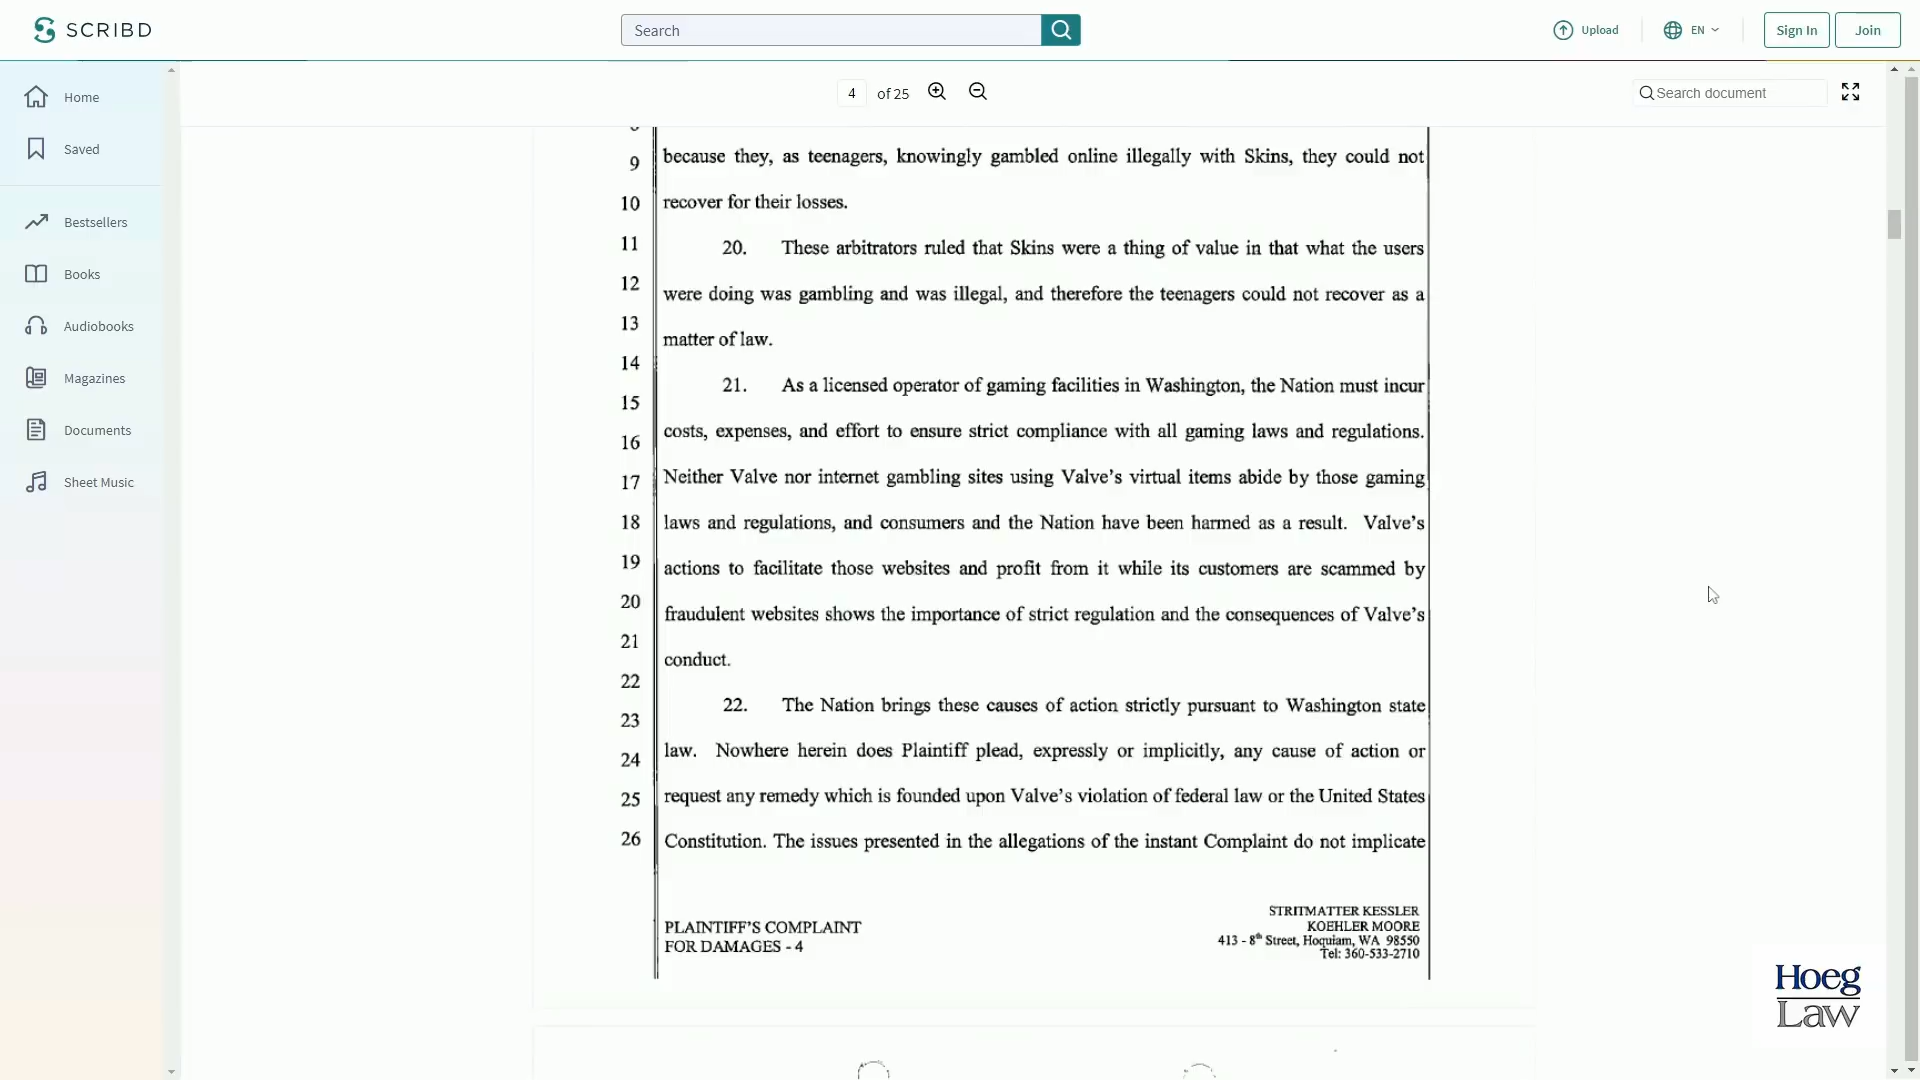 SCRIBD
Search
Upload
EN
Sign In
Join
Home
Saved
Bestsellers
Books
Audiobooks
Magazines
Documents
Sheet Music
4 of 25
Search document
9 because they, as teenagers, knowingly gambled online illegally with Skins, they could not
10 recover for their losses.
11 20. These arbitrators ruled that Skins were a thing of value in that what the users
12 were doing was gambling and was illegal, and therefore the teenagers could not recover as a
13 matter of law.
14
21. As a licensed operator of gaming facilities in Washington, the Nation must incur
15
16 costs, expenses, and effort to ensure strict compliance with all gaming laws and regulations.
17 Neither Valve nor internet gambling sites using Valve's virtual items abide by those gaming
18 laws and regulations, and consumers and the Nation have been harmed as a result. Valve's
19 actions to facilitate those websites and profit from it while its customers are scammed by
20 fraudulent websites shows the importance of strict regulation and the consequences of Valve's
21
conduct.
22
22. The Nation brings these causes of action strictly pursuant to Washington state
23
24 law. Nowhere herein does Plaintiff plead, expressly or implicitly, any cause of action or
25 request any remedy which is founded upon Valve's violation of federal law or the United States
26 Constitution. The issues presented in the allegations of the instant Complaint do not implicate
PLAINTIFF'S COMPLAINT
FOR DAMAGES - 4
STRITMATTER KESSLER
KOEHLER MOORE
413 - 8th Street, Hoquiam, WA 98550
Tel: 360-533-2710
Hoeg
Law